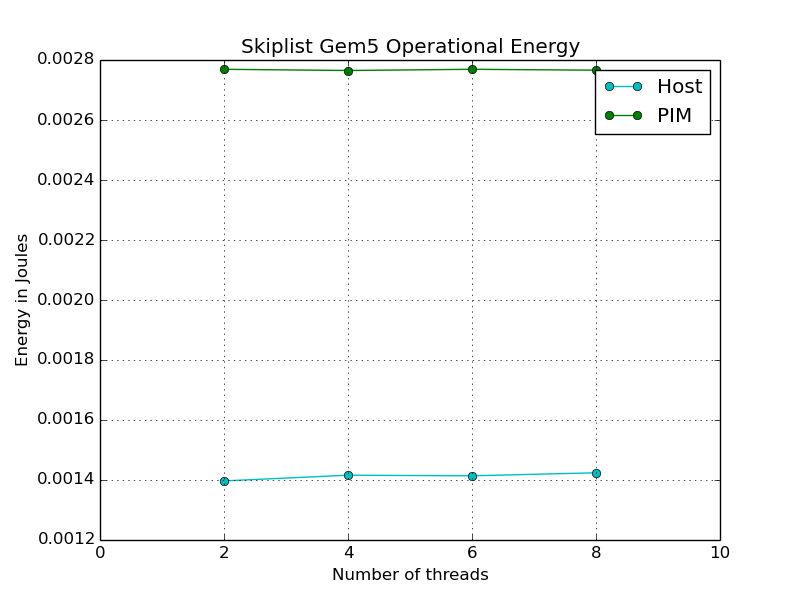 Skiplist Gem5 Operational Energy
0.0028
0.0026
0.0024
0.0022
0.0020
0.0018
0.0016
0.0014
0.0012
Energy in Joules
Host
PIM
0 2 4 6 8 10
Number of threads